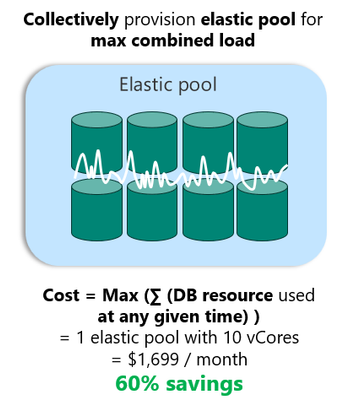 Collectively provision elastic pool for
max combined load
Elastic pool
Cost = Max (∑ (DB resource used
at any given time) )
= 1 elastic pool with 10 vCores
= $1,699 / month
60% savings